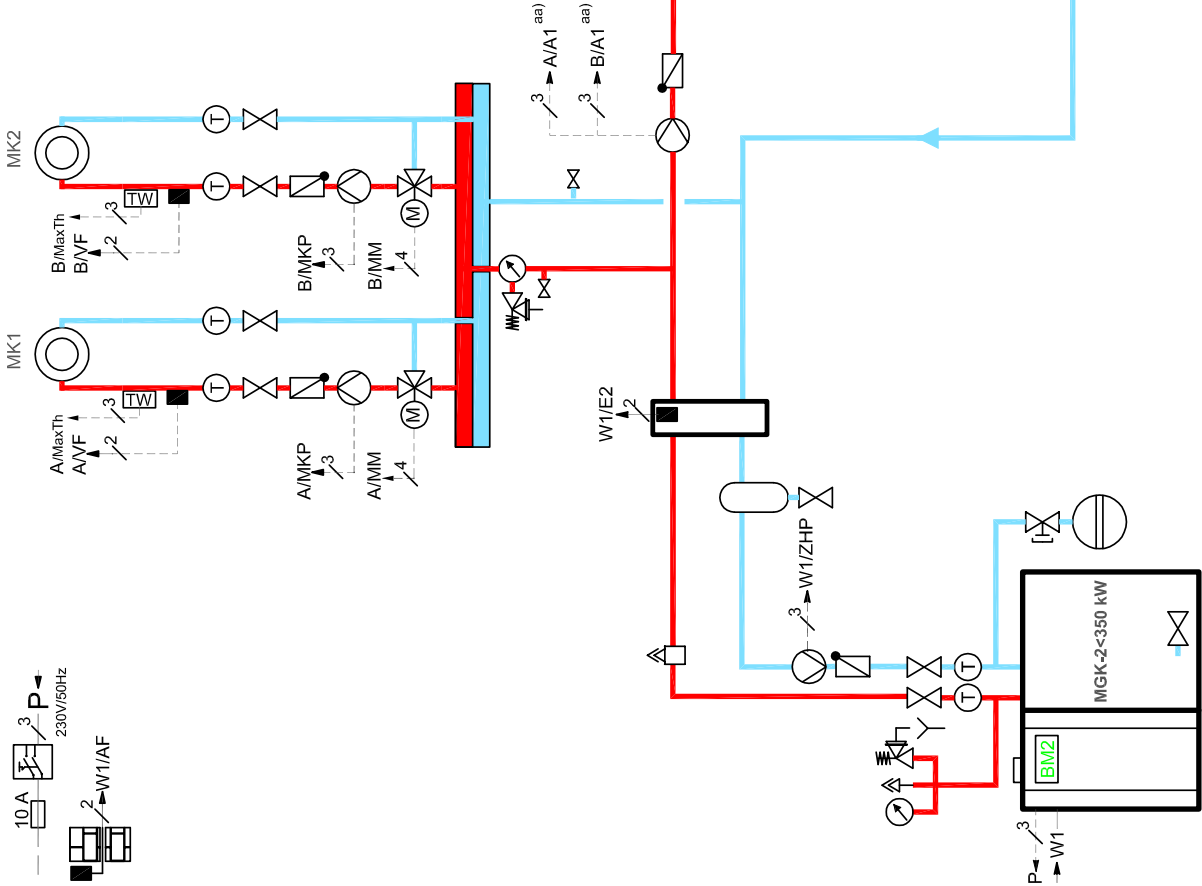 MK2
B/MaxTh
B/VF
3
2
TW
T
T
B/MKP
3
B/MM
4
M
A/A1 aa)
3
B/A1 aa)
3
MK1
A/MaxTh
A/VF
3
2
TW
T
T
A/MKP
3
A/MM
4
M
W1/E2
2
W1/ZHP
3
T
T
MGK-2<350 kW
BM2
3
P
W1
10 A
3
P
230V/50Hz
2
W1/AF